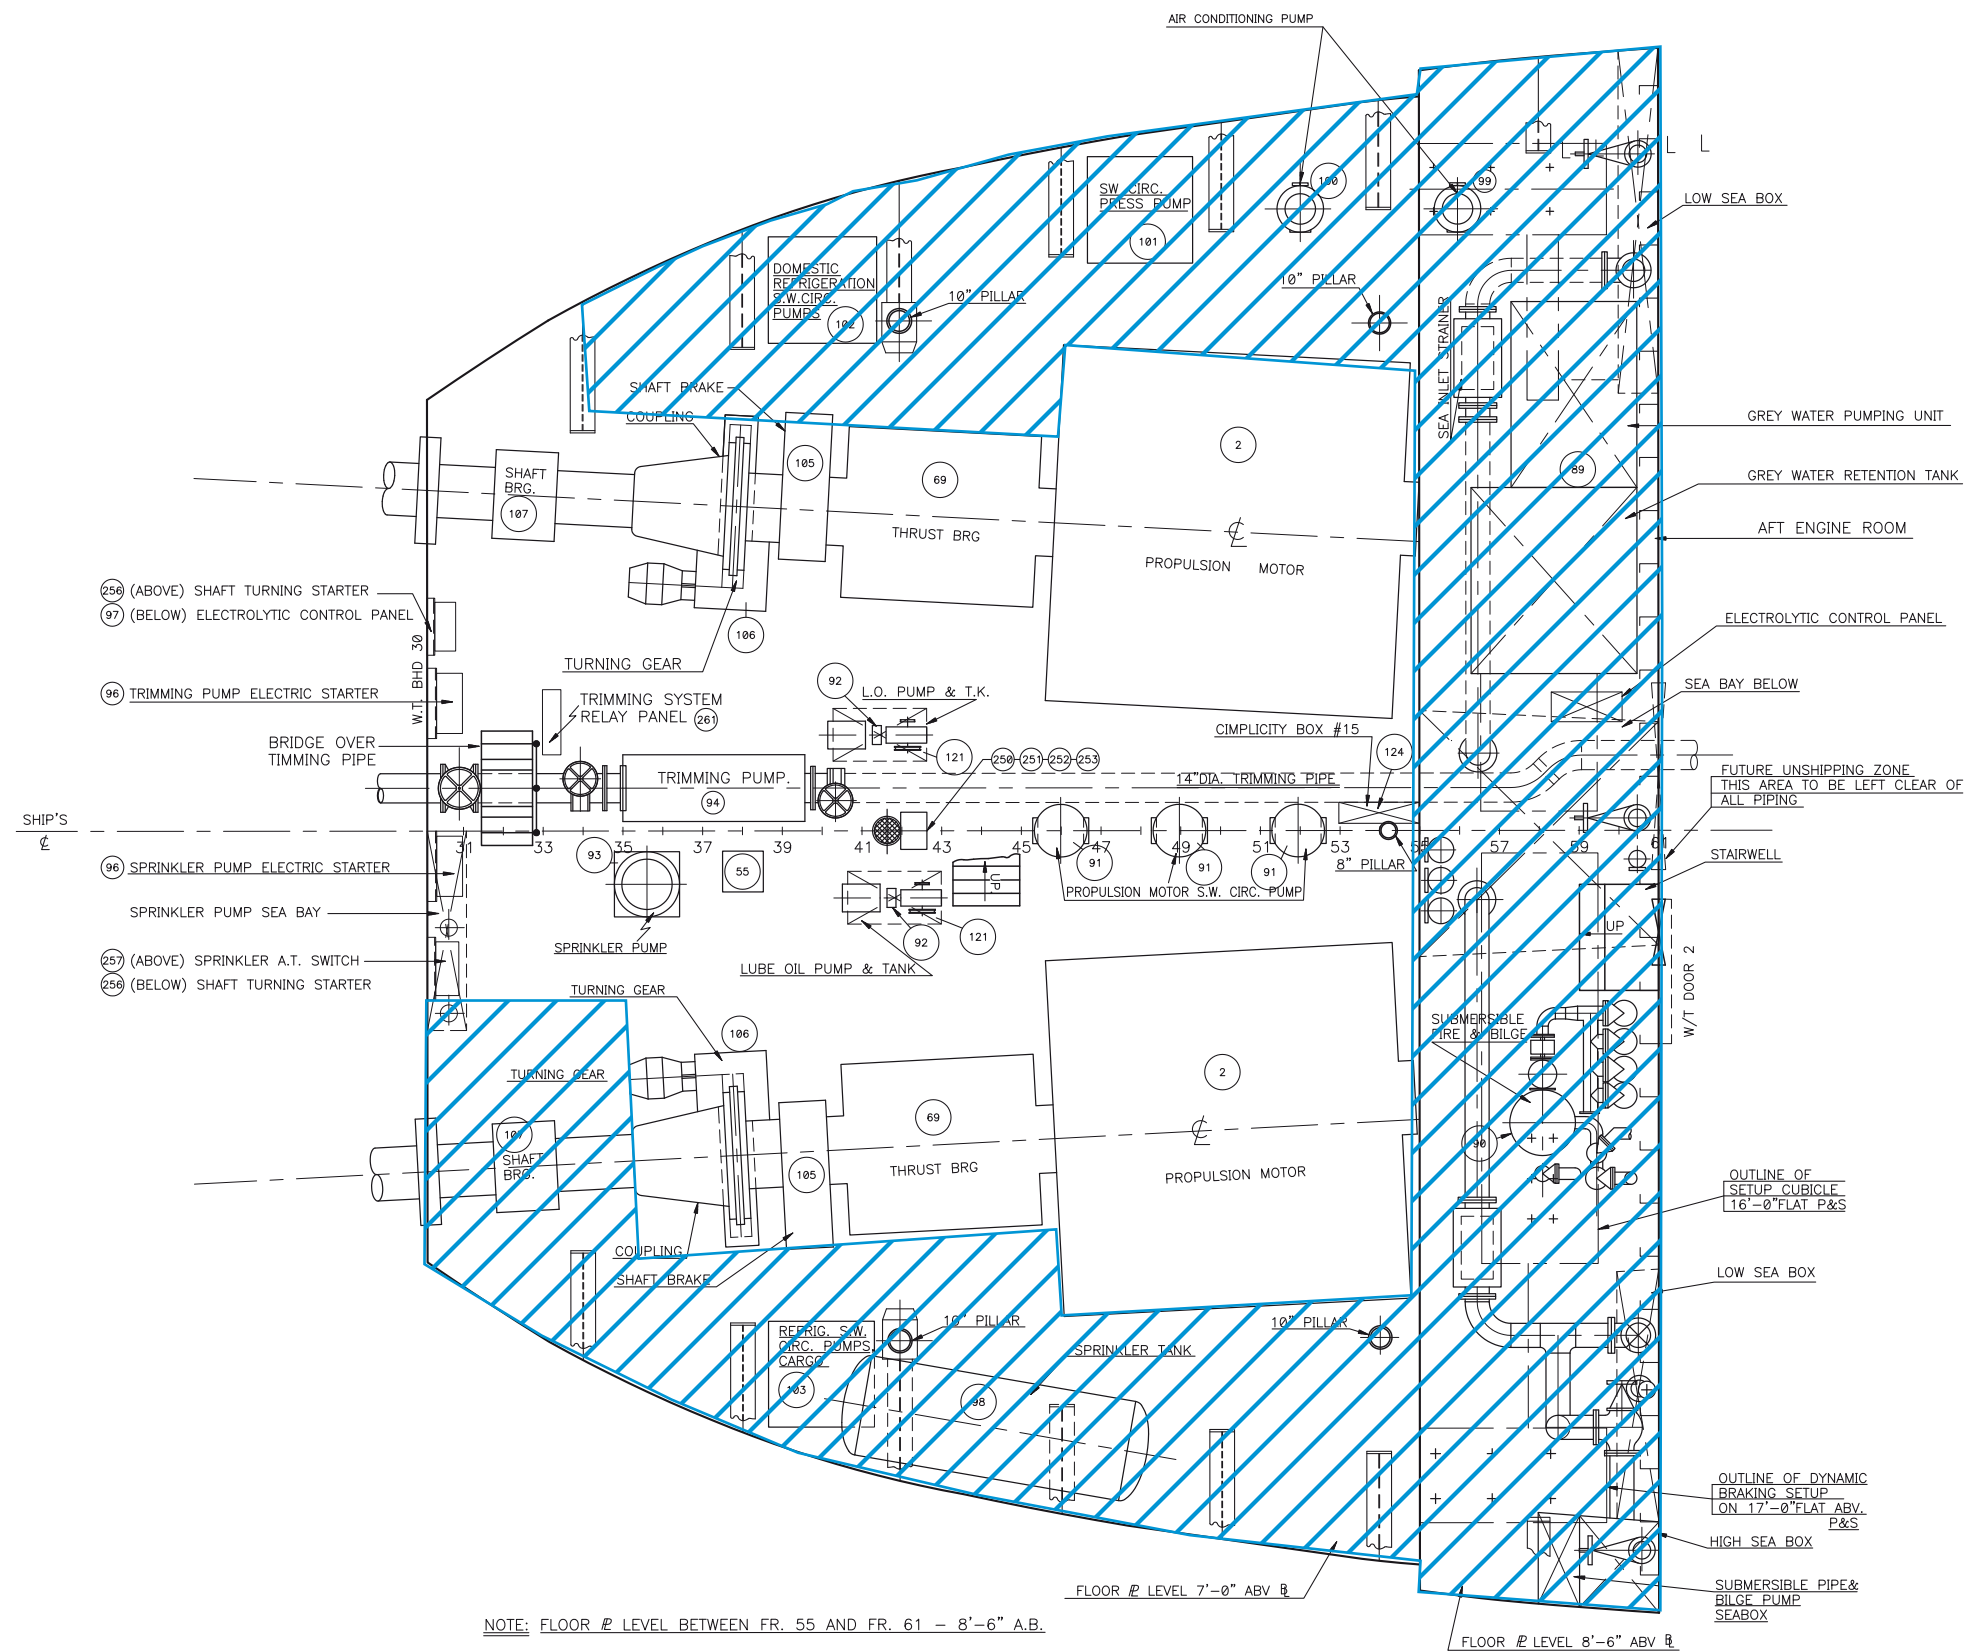 AIR CONDITIONING PUMP
100
99
SW CIRC.
PRESS PUMP
101
LOW SEA BOX
DOMESTIC
REFRIGERATION
S.W.CIRC.
PUMPS
102
10" PILLAR
10" PILLAR
SEA INLET STRAINER
SHAFT BRAKE
COUPLING
GREY WATER PUMPING UNIT
2
105
69
89
SHAFT
BRG.
107
GREY WATER RETENTION TANK
THRUST BRG
AFT ENGINE ROOM
PROPULSION MOTOR
256 (ABOVE) SHAFT TURNING STARTER
97 (BELOW) ELECTROLYTIC CONTROL PANEL
W.T. BHD 30
106
ELECTROLYTIC CONTROL PANEL
TURNING GEAR
96 TRIMMING PUMP ELECTRIC STARTER
92
L.O. PUMP & T.K.
SEA BAY BELOW
TRIMMING SYSTEM
RELAY PANEL 261
CIMPLICITY BOX #15
124
BRIDGE OVER
TIMMING PIPE
121
250 251 252 253
TRIMMING PUMP.
94
14"DIA. TRIMMING PIPE
FUTURE UNSHIPPING ZONE
THIS AREA TO BE LEFT CLEAR OF
ALL PIPING
SHIP'S
℄
31 33 35 37 39 41 43 45 47 49 51 53 55 57 59 61
93
55
91
91
91
8" PILLAR
STAIRWELL
96 SPRINKLER PUMP ELECTRIC STARTER
UP.
PROPULSION MOTOR S.W. CIRC. PUMP
SPRINKLER PUMP SEA BAY
UP
SPRINKLER PUMP
92
121
257 (ABOVE) SPRINKLER A.T. SWITCH
256 (BELOW) SHAFT TURNING STARTER
LUBE OIL PUMP & TANK
W/T DOOR 2
TURNING GEAR
106
SUBMERSIBLE
FIRE & BILGE
TURNING GEAR
2
69
107
90
SHAFT
BRG.
105
THRUST BRG
PROPULSION MOTOR
OUTLINE OF
SETUP CUBICLE
16'-0"FLAT P&S
COUPLING
SHAFT BRAKE
LOW SEA BOX
REFRIG. S.W.
CIRC. PUMPS,
CARGO
103
10" PILLAR
10" PILLAR
SPRINKLER TANK
98
OUTLINE OF DYNAMIC
BRAKING SETUP
ON 17'-0"FLAT ABV.
P&S
HIGH SEA BOX
FLOOR ⅊ LEVEL 7'-0" ABV ℄
SUBMERSIBLE PIPE&
BILGE PUMP
SEABOX
NOTE: FLOOR ⅊ LEVEL BETWEEN FR. 55 AND FR. 61 – 8'-6" A.B.
FLOOR ⅊ LEVEL 8'-6" ABV